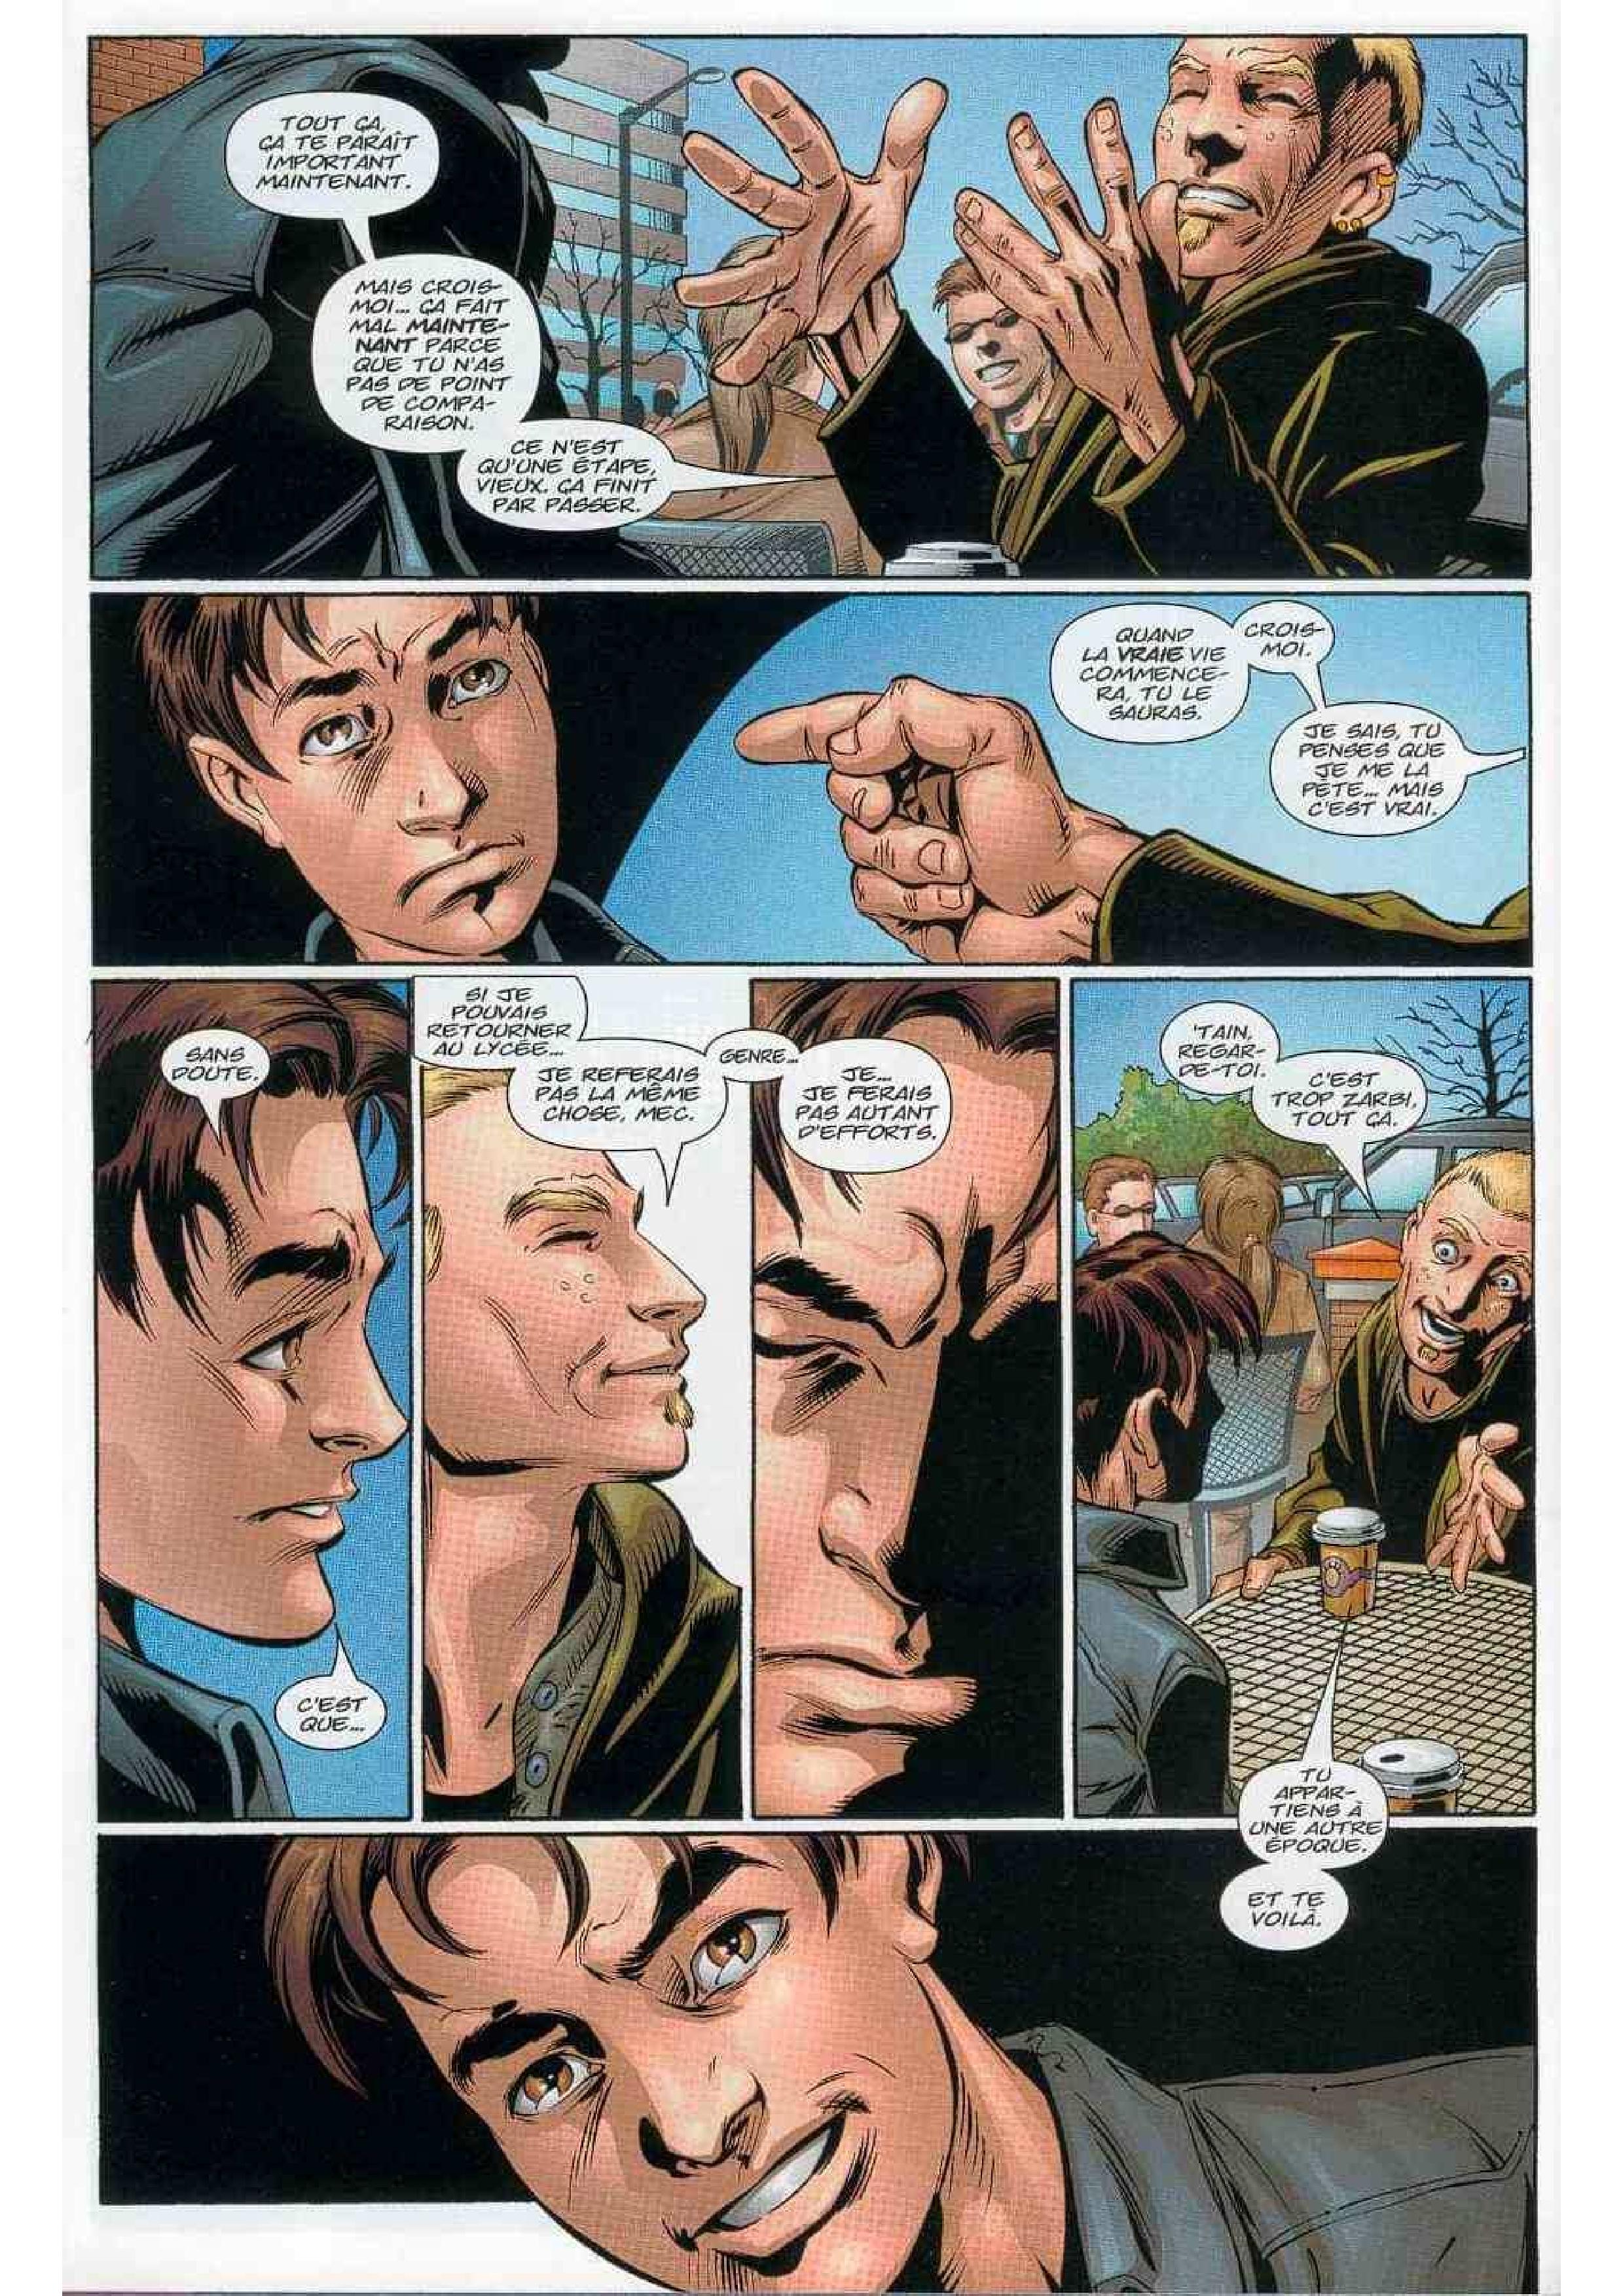 TOUT ÇA,
ÇA TE PARAÎT
IMPORTANT
MAINTENANT.
MAIS CROIS-
MOI... ÇA FAIT
MAL MAINTE-
NANT PARCE
QUE TU N'AS
PAS DE POINT
DE COMPA-
RAISON.
CE N'EST
QU'UNE ÉTAPE,
VIEUX. ÇA FINIT
PAR PASSER.
QUAND
LA VRAIE VIE
COMMENCE-
RA, TU LE
SAURAS.
CROIS-
MOI.
JE SAIS, TU
PENSES QUE
JE ME LA
PÈTE... MAIS
C'EST VRAI.
SANS
DOUTE.
C'EST
QUE...
SI JE
POUVAIS
RETOURNER
AU LYCÉE...
JE REFERAIS
PAS LA MÊME
CHOSE, MEC.
GENRE...
JE...
JE FERAIS
PAS AUTANT
D'EFFORTS.
'TAIN,
REGAR-
DE-TOI.
C'EST
TROP ZARBI,
TOUT ÇA.
TU
APPAR-
TIENS À
UNE AUTRE
ÉPOQUE.
ET TE
VOILÀ.